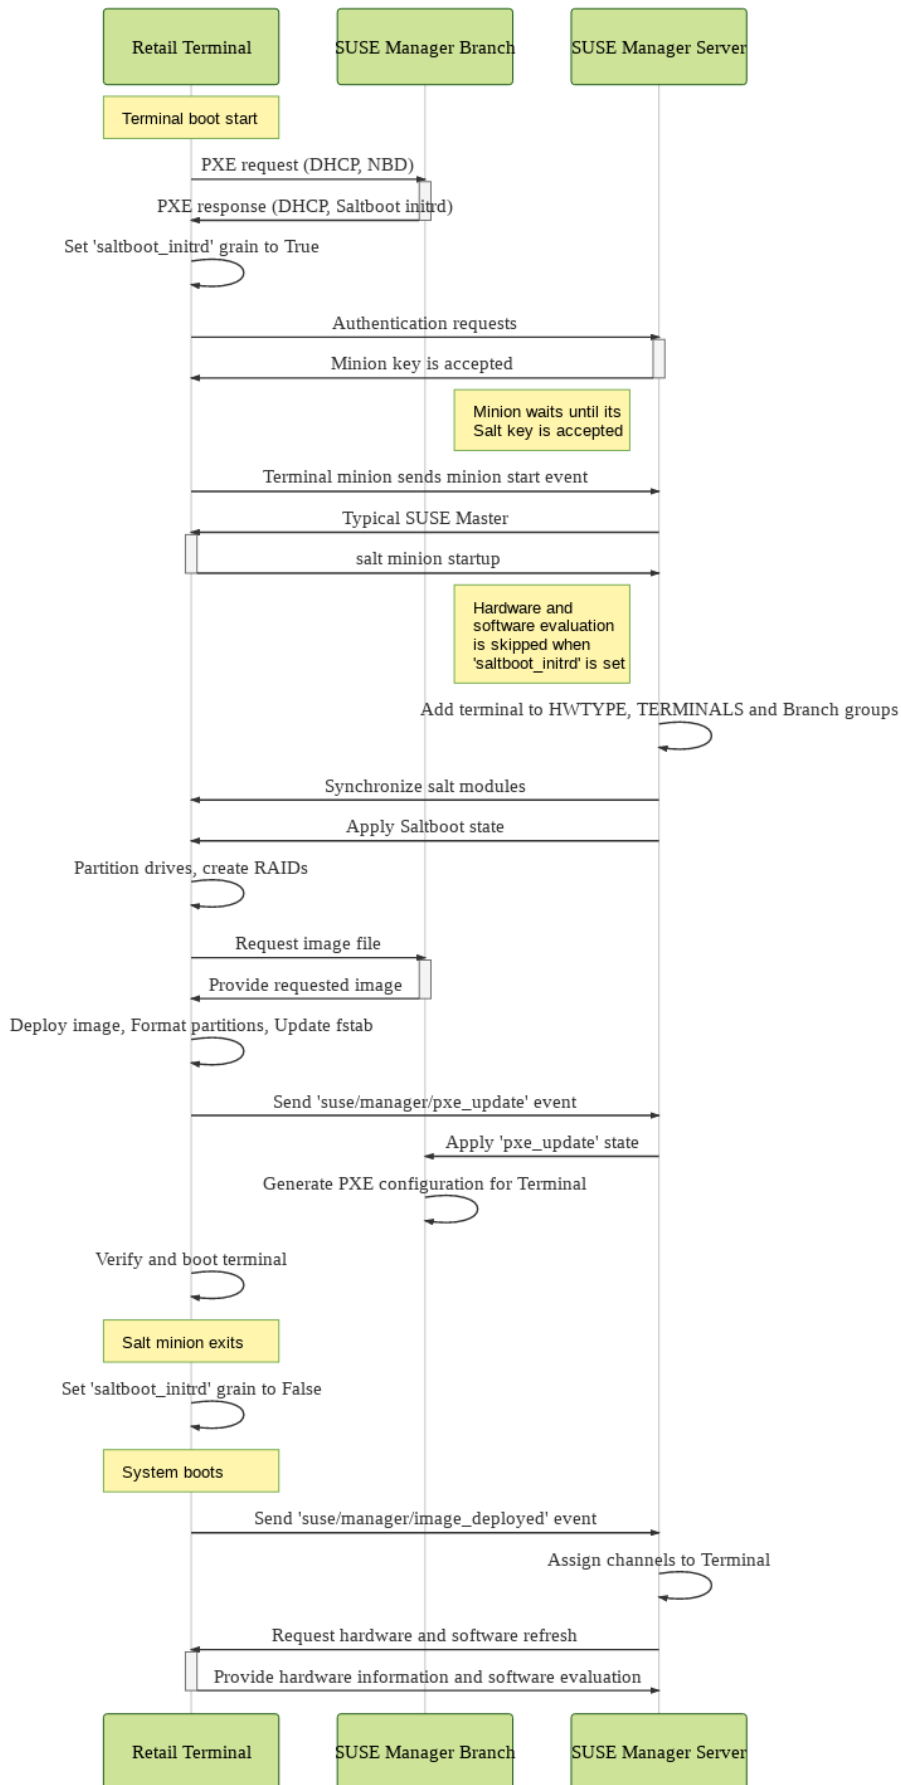 Retail Terminal
SUSE Manager Branch
SUSE Manager Server
Terminal boot start
PXE request (DHCP, NBD)
PXE response (DHCP, Saltboot initrd)
Set 'saltboot_initrd' grain to True
Authentication requests
Minion key is accepted
Minion waits until its
Salt key is accepted
Terminal minion sends minion start event
Typical SUSE Master
salt minion startup
Hardware and
software evaluation
is skipped when
'saltboot_initrd' is set
Add terminal to HWTYPE, TERMINALS and Branch groups
Synchronize salt modules
Apply Saltboot state
Partition drives, create RAIDs
Request image file
Provide requested image
Deploy image, Format partitions, Update fstab
Send 'suse/manager/pxe_update' event
Apply 'pxe_update' state
Generate PXE configuration for Terminal
Verify and boot terminal
Salt minion exits
Set 'saltboot_initrd' grain to False
System boots
Send 'suse/manager/image_deployed' event
Assign channels to Terminal
Request hardware and software refresh
Provide hardware information and software evaluation
Retail Terminal
SUSE Manager Branch
SUSE Manager Server